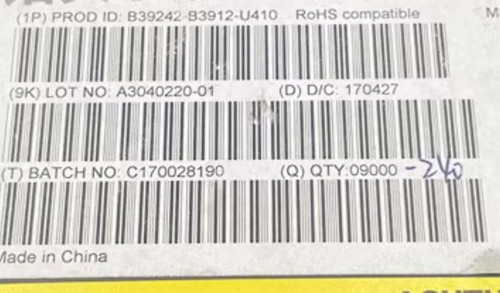 (1P) PROD ID: B39242-B3912-U410 RoHS compatible
(9K) LOT NO: A3040220-01 (D) D/C: 170427
(T) BATCH NO: C170028190 (Q) QTY:09000 -240
Made in China